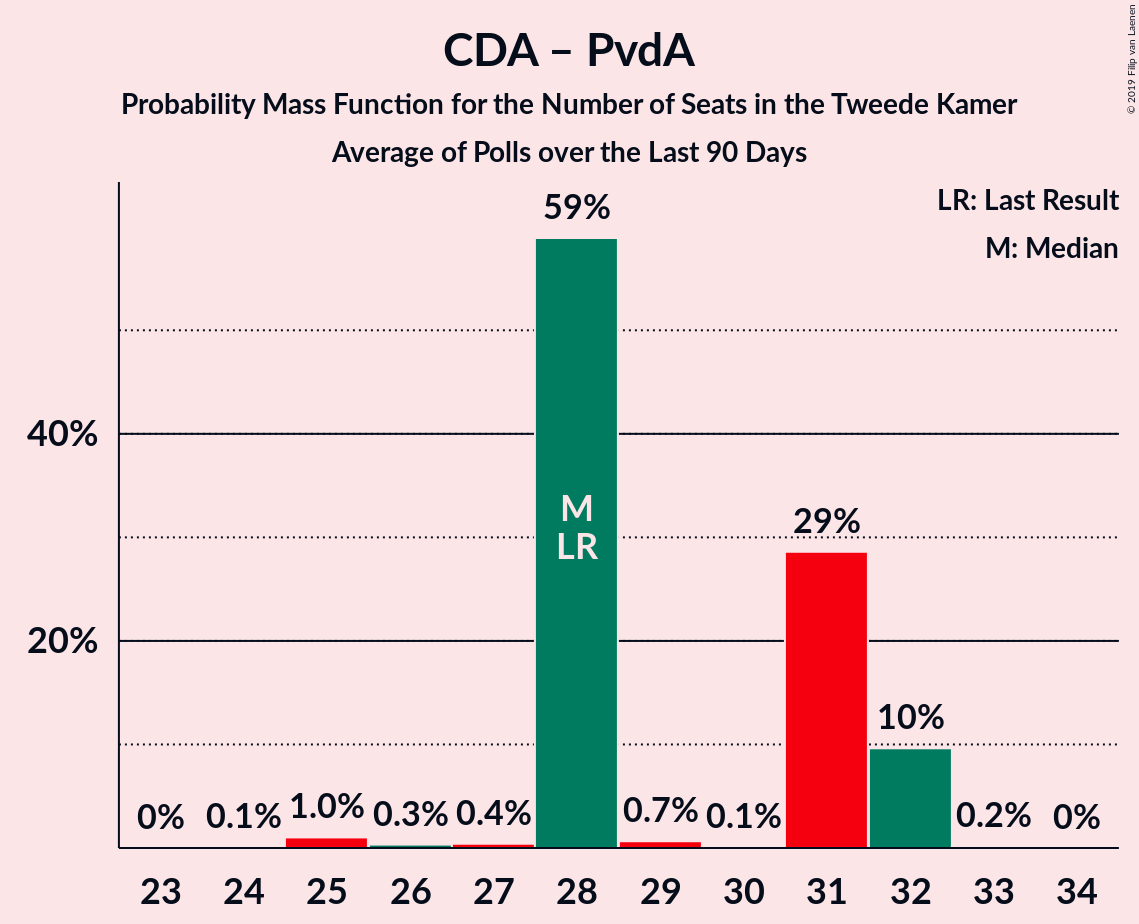 CDA – PvdA
Probability Mass Function for the Number of Seats in the Tweede Kamer
Average of Polls over the Last 90 Days
© 2019 Filip van Laenen
LR: Last Result
M: Median
59%
40%
M
LR
29%
20%
10%
0% 0.1% 1.0% 0.3% 0.4% 0.7% 0.1% 0.2% 0%
23 24 25 26 27 28 29 30 31 32 33 34